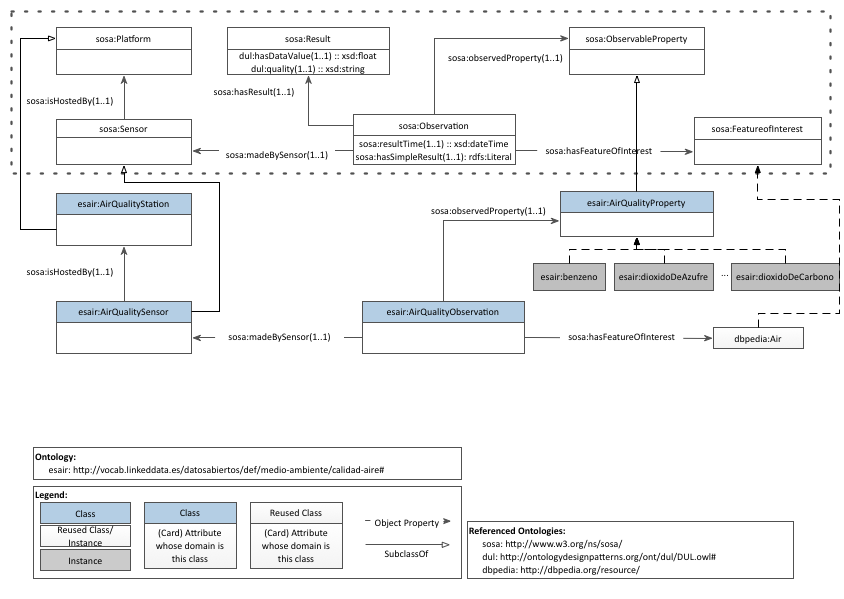 sosa:Platform
sosa:Result
dul:hasDataValue(1..1) :: xsd:float
dul:quality(1..1) :: xsd:string
sosa:ObservableProperty
sosa:observedProperty(1..1)
sosa:hasResult(1..1)
sosa:isHostedBy(1..1)
sosa:Sensor
sosa:Observation
sosa:resultTime(1..1) :: xsd:dateTime
sosa:hasSimpleResult(1..1): rdfs:Literal
sosa:FeatureofInterest
sosa:madeBySensor(1..1)
sosa:hasFeatureOfInterest
esair:AirQualityStation
esair:AirQualityProperty
sosa:observedProperty(1..1)
sosa:isHostedBy(1..1)
esair:benzeno
esair:dioxidoDeAzufre
...
esair:dioxidoDeCarbono
esair:AirQualitySensor
esair:AirQualityObservation
sosa:madeBySensor(1..1)
sosa:hasFeatureOfInterest
dbpedia:Air
Ontology:
esair: http://vocab.linkeddata.es/datosabiertos/def/medio-ambiente/calidad-aire#
Legend:
Class
Reused Class/
Instance
Instance
Class
(Card) Attribute
whose domain is
this class
Reused Class
(Card) Attribute
whose domain is
this class
Object Property
SubclassOf
Referenced Ontologies:
sosa: http://www.w3.org/ns/sosa/
dul: http://ontologydesignpatterns.org/ont/dul/DUL.owl#
dbpedia: http://dbpedia.org/resource/